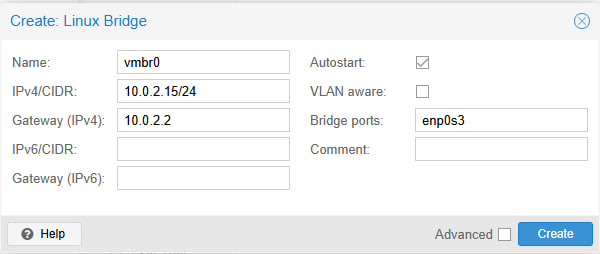 Create: Linux Bridge
Name: vmbr0 Autostart:
IPv4/CIDR: 10.0.2.15/24 VLAN aware:
Gateway (IPv4): 10.0.2.2 Bridge ports: enp0s3
IPv6/CIDR: Comment:
Gateway (IPv6):
Help Advanced Create